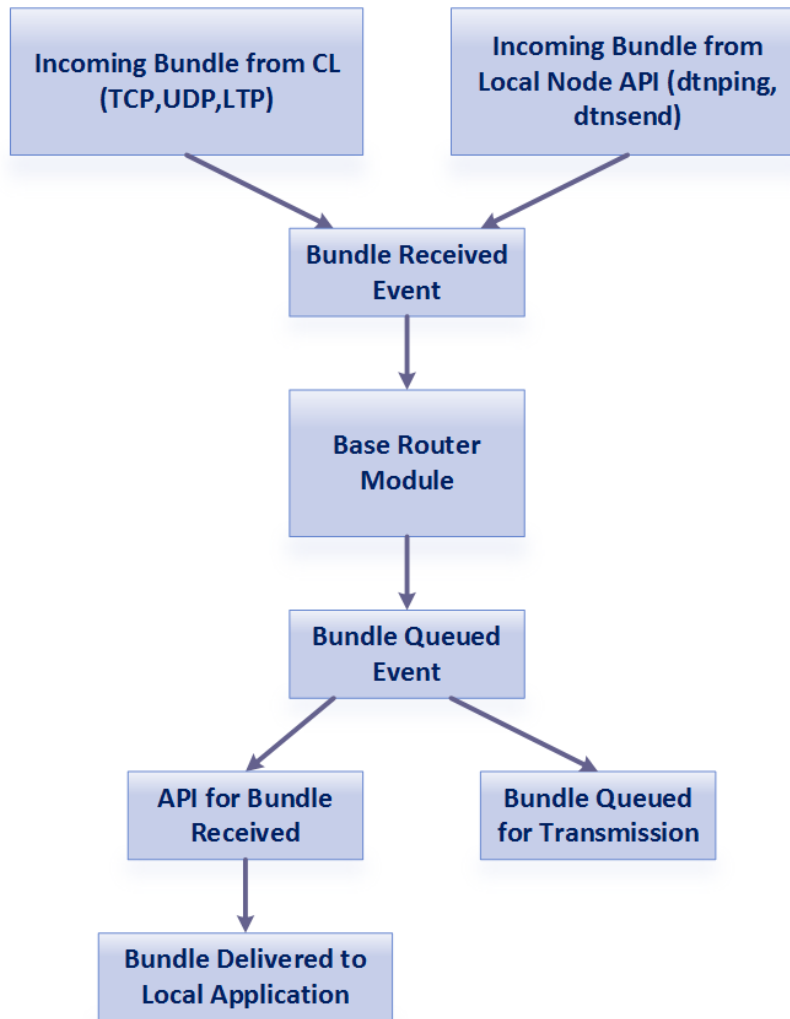 Incoming Bundle from CL
(TCP,UDP,LTP)
Incoming Bundle from
Local Node API (dtnping,
dtnsend)
Bundle Received
Event
Base Router
Module
Bundle Queued
Event
API for Bundle
Received
Bundle Queued
for Transmission
Bundle Delivered to
Local Application